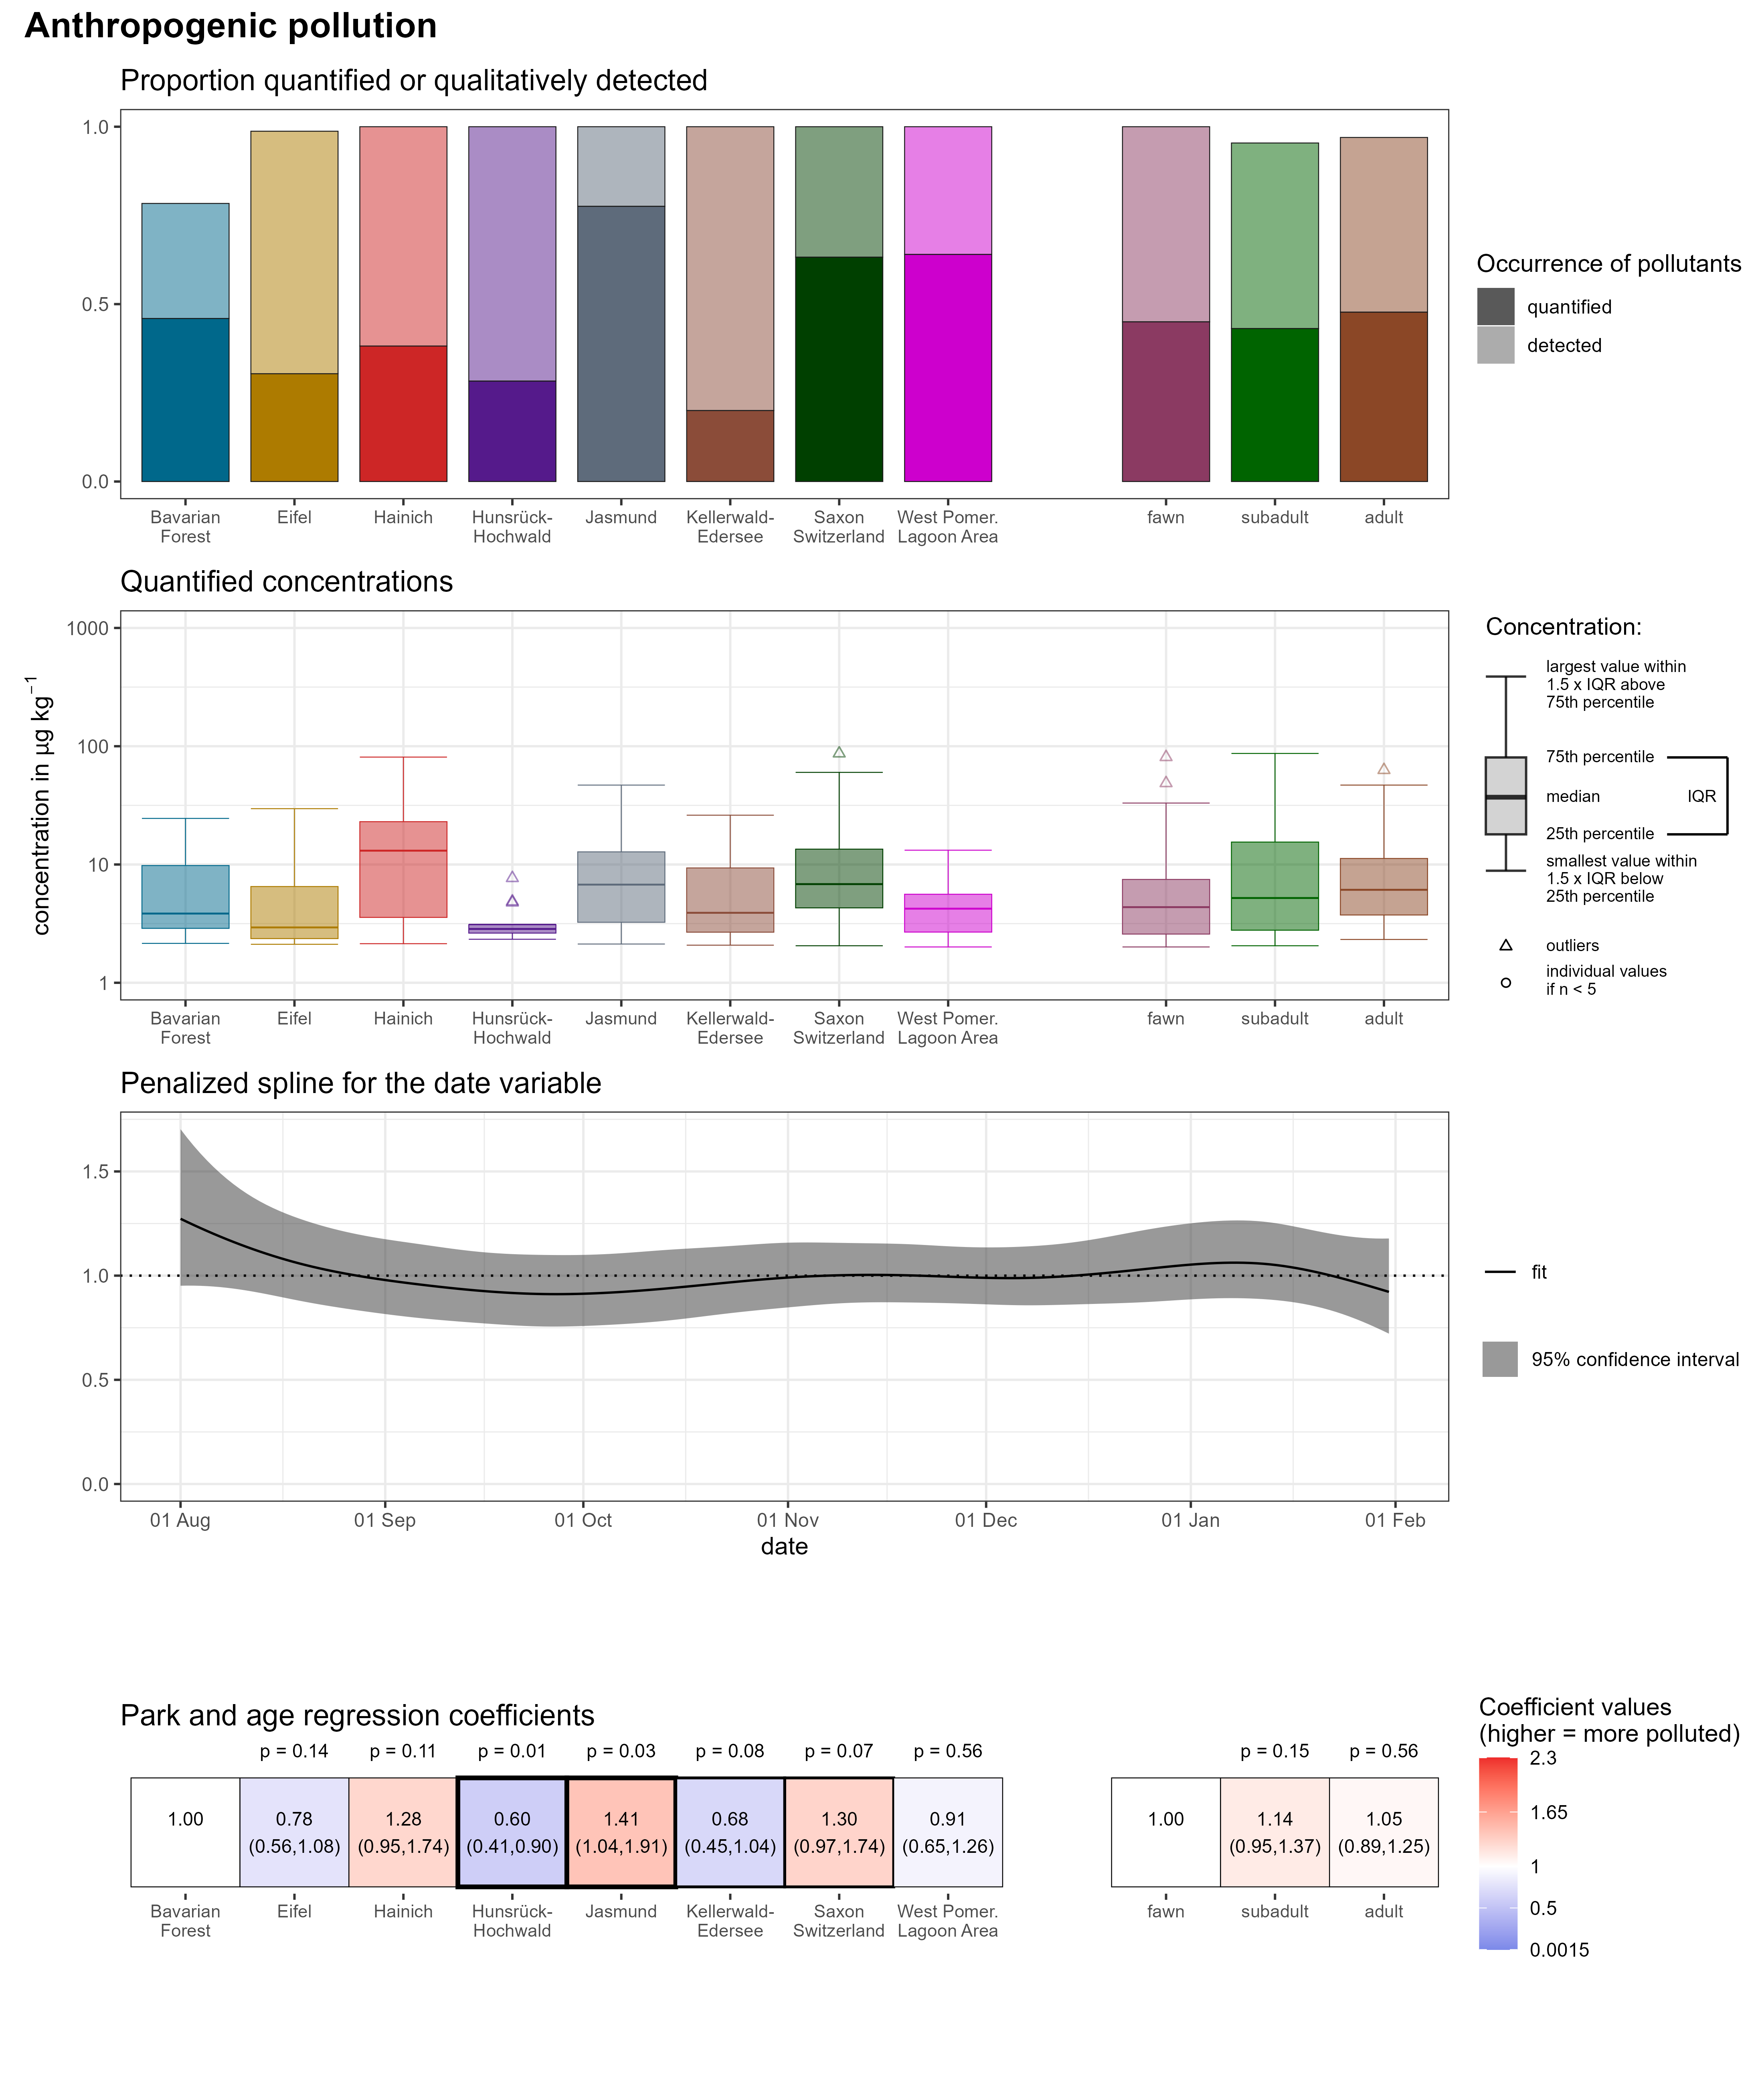 Anthropogenic pollution
Proportion quantified or qualitatively detected
1.0
0.5
0.0
Bavarian Forest
Eifel
Hainich
Hunsrück-Hochwald
Jasmund
Kellerwald-Edersee
Saxon Switzerland
West Pomer. Lagoon Area
fawn
subadult
adult
Occurrence of pollutants
quantified
detected
Quantified concentrations
concentration in µg kg⁻¹
1000
100
10
1
Bavarian Forest
Eifel
Hainich
Hunsrück-Hochwald
Jasmund
Kellerwald-Edersee
Saxon Switzerland
West Pomer. Lagoon Area
fawn
subadult
adult
Concentration:
largest value within
1.5 x IQR above
75th percentile
75th percentile
median
IQR
25th percentile
smallest value within
1.5 x IQR below
25th percentile
outliers
individual values
if n < 5
Penalized spline for the date variable
1.5
1.0
0.5
0.0
01 Aug
01 Sep
01 Oct
01 Nov
01 Dec
01 Jan
01 Feb
date
fit
95% confidence interval
Park and age regression coefficients
p = 0.14
p = 0.11
p = 0.01
p = 0.03
p = 0.08
p = 0.07
p = 0.56
p = 0.15
p = 0.56
1.00
0.78
1.28
0.60
1.41
0.68
1.30
0.91
1.00
1.14
1.05
(0.56,1.08)
(0.95,1.74)
(0.41,0.90)
(1.04,1.91)
(0.45,1.04)
(0.97,1.74)
(0.65,1.26)
(0.95,1.37)
(0.89,1.25)
Bavarian Forest
Eifel
Hainich
Hunsrück-Hochwald
Jasmund
Kellerwald-Edersee
Saxon Switzerland
West Pomer. Lagoon Area
fawn
subadult
adult
Coefficient values
(higher = more polluted)
2.3
1.65
1
0.5
0.0015